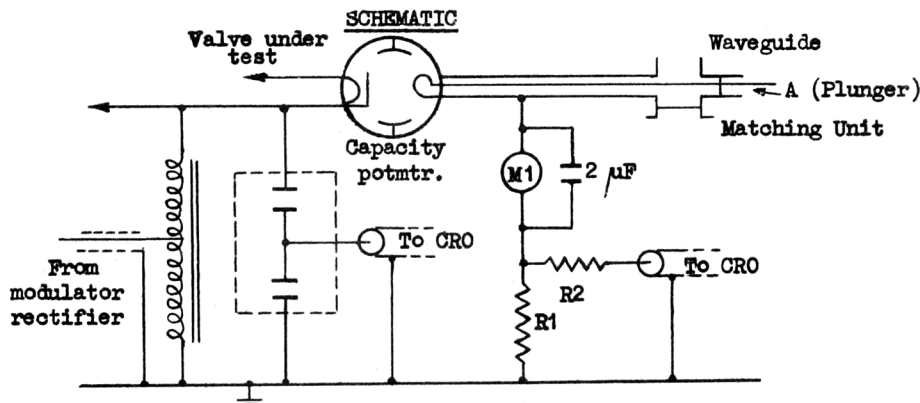 SCHEMATIC
Valve under
test
Waveguide
A (Plunger)
Matching Unit
Capacity
potmtr.
M1
2 μF
To CRO
To CRO
From
modulator
rectifier
R2
R1